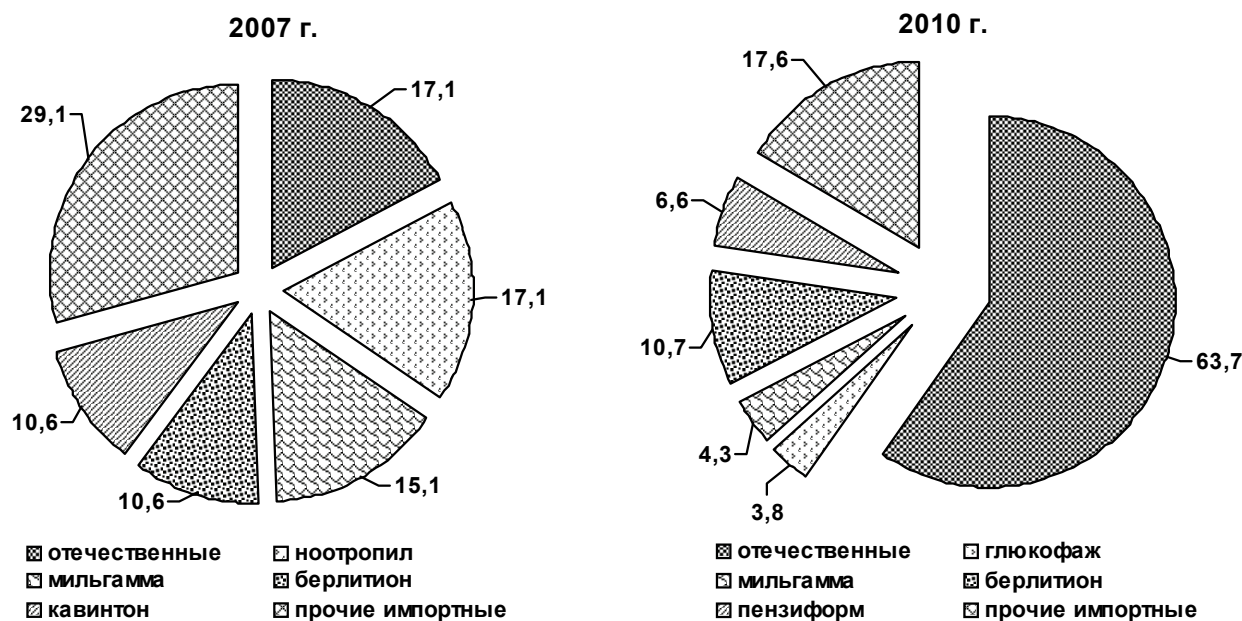 2007 г.
29,1
17,1
17,1
10,6
10,6
15,1
отечественные
ноотропил
мильгамма
берлитион
кавинтон
прочие импортные
2010 г.
17,6
6,6
10,7
63,7
4,3
3,8
отечественные
глюкофаж
мильгамма
берлитион
пензиформ
прочие импортные